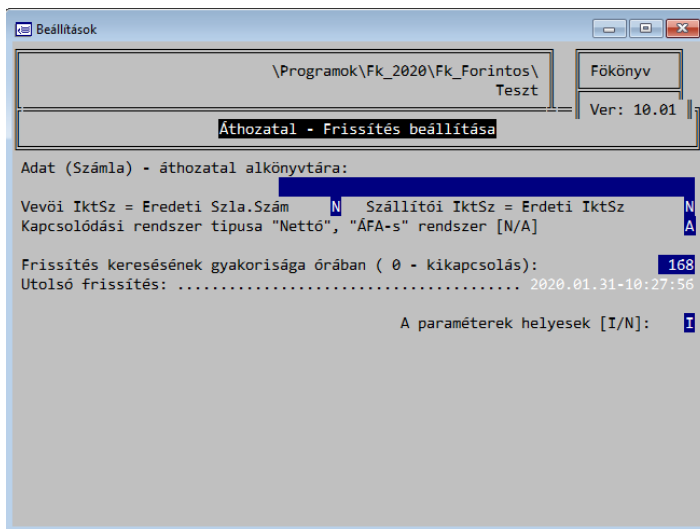 Beállítások
\Programok\Fk_2020\Fk_Forintos\ Fökönyv
Teszt
Ver: 10.01
Áthozatal - Frissítés beállítása
Adat (Számla) - áthozatal alkönyvtára:
Vevöi IktSz = Eredeti Szla.Szám N Szállítói IktSz = Erdeti IktSz N
Kapcsolódási rendszer tipusa "Nettó", "ÁFA-s" rendszer [N/A] A
Frissítés keresésének gyakorisága órában ( 0 - kikapcsolás): 168
Utolsó frissítés: ........................................ 2020.01.31-10:27:56
A paraméterek helyesek [I/N]: I